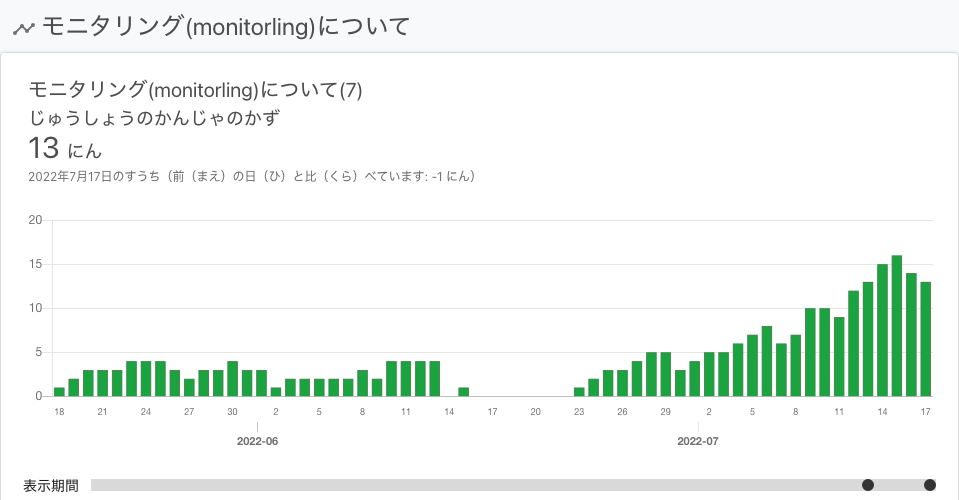 モニタリング(monitorling)について
モニタリング(monitorling)について(7)
じゅうしょうのかんじゃのかず
13 にん
2022年7月17日のすうち（前（まえ）の日（ひ）と比（くら）べています: -1 にん）
20
15
10
5
0
18 21 24 27 30 2 5 8 11 14 17 20 23 26 29 2 5 8 11 14 17
2022-06 2022-07
表示期間